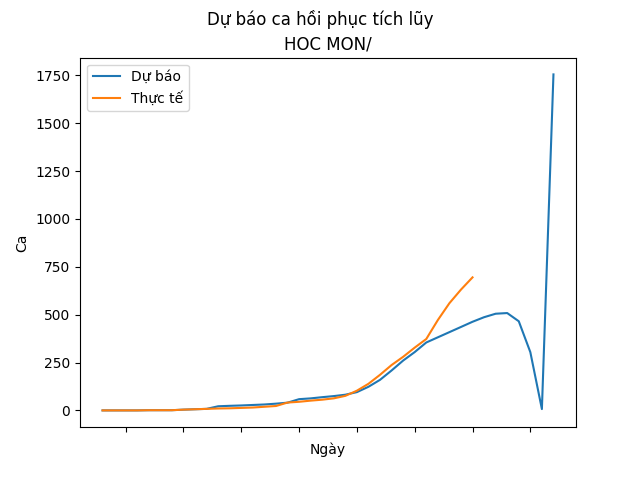 Dự báo ca hồi phục tích lũy
HOC MON/
Dự báo
Thực tế
1750
1500
1250
1000
750
500
250
0
Ca
Ngày